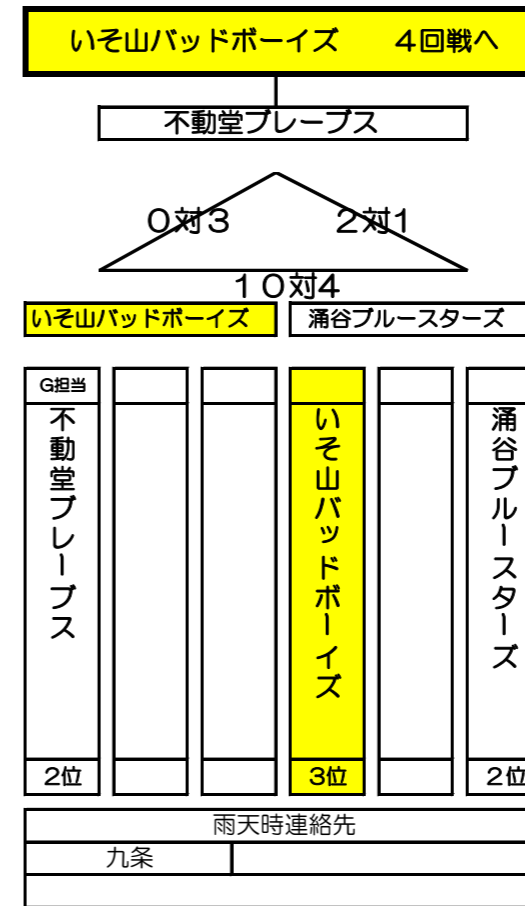 いそ山バッドボーイズ　　４回戦へ
不動堂ブレーブス
０対３　２対１
１０対４
いそ山バッドボーイズ　涌谷ブルースターズ
G担当
不動堂ブレーブス
いそ山バッドボーイズ
涌谷ブルースターズ
２位　３位　２位
雨天時連絡先
九条